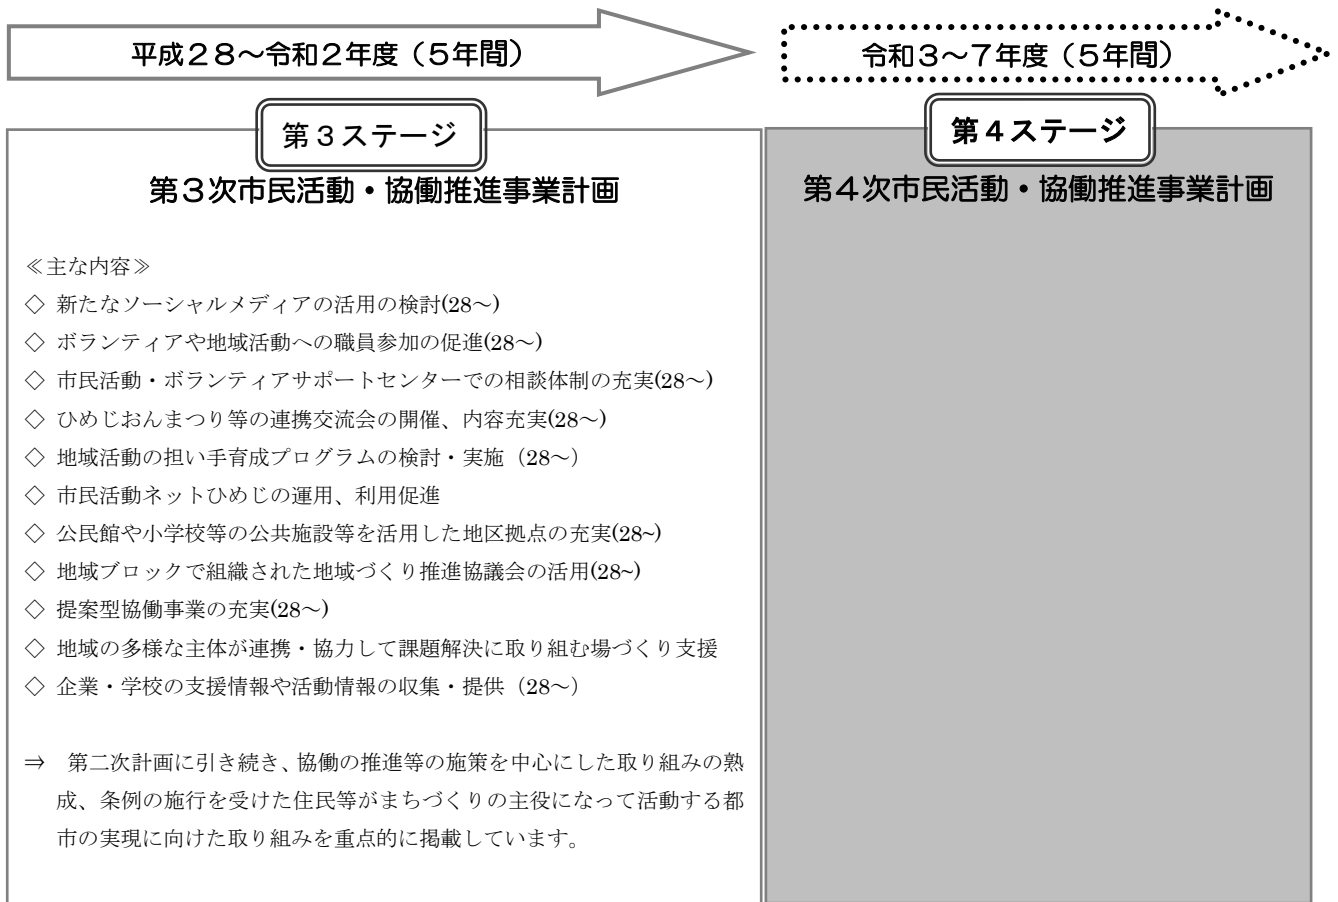 平成２８～令和２年度（５年間）
令和３～７年度（５年間）
第３ステージ
第４ステージ
第３次市民活動・協働推進事業計画
第４次市民活動・協働推進事業計画
≪主な内容≫
◇ 新たなソーシャルメディアの活用の検討(28～)
◇ ボランティアや地域活動への職員参加の促進(28～)
◇ 市民活動・ボランティアサポートセンターでの相談体制の充実(28～)
◇ ひめじおんまつり等の連携交流会の開催、内容充実(28～)
◇ 地域活動の担い手育成プログラムの検討・実施（28～）
◇ 市民活動ネットひめじの運用、利用促進
◇ 公民館や小学校等の公共施設等を活用した地区拠点の充実(28~)
◇ 地域ブロックで組織された地域づくり推進協議会の活用(28~)
◇ 提案型協働事業の充実(28～)
◇ 地域の多様な主体が連携・協力して課題解決に取り組む場づくり支援
◇ 企業・学校の支援情報や活動情報の収集・提供（28～）
⇒　第二次計画に引き続き、協働の推進等の施策を中心にした取り組みの熟
成、条例の施行を受けた住民等がまちづくりの主役になって活動する都
市の実現に向けた取り組みを重点的に掲載しています。